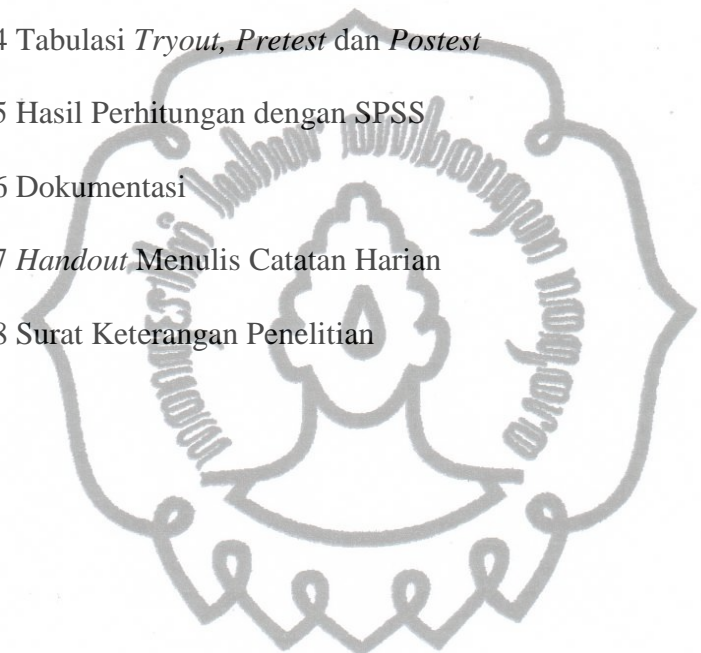 4 Tabulasi Tryout, Pretest dan Postest
5 Hasil Perhitungan dengan SPSS
6 Dokumentasi
7 Handout Menulis Catatan Harian
8 Surat Keterangan Penelitian